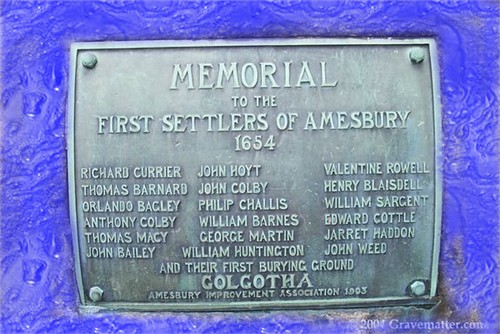 MEMORIAL
TO THE
FIRST SETTLERS OF AMESBURY
1654
RICHARD CURRIER JOHN HOYT VALENTINE ROWELL
THOMAS BARNARD JOHN COLBY HENRY BLAISDELL
ORLANDO BAGLEY PHILIP CHALLIS WILLIAM SARGENT
ANTHONY COLBY WILLIAM BARNES EDWARD COTTLE
THOMAS MACY GEORGE MARTIN JARRET HADDON
JOHN BAILEY WILLIAM HUNTINGTON JOHN WEED
AND THEIR FIRST BURYING GROUND
GOLGOTHA
AMESBURY IMPROVEMENT ASSOCIATION 1903
Gravematter.com